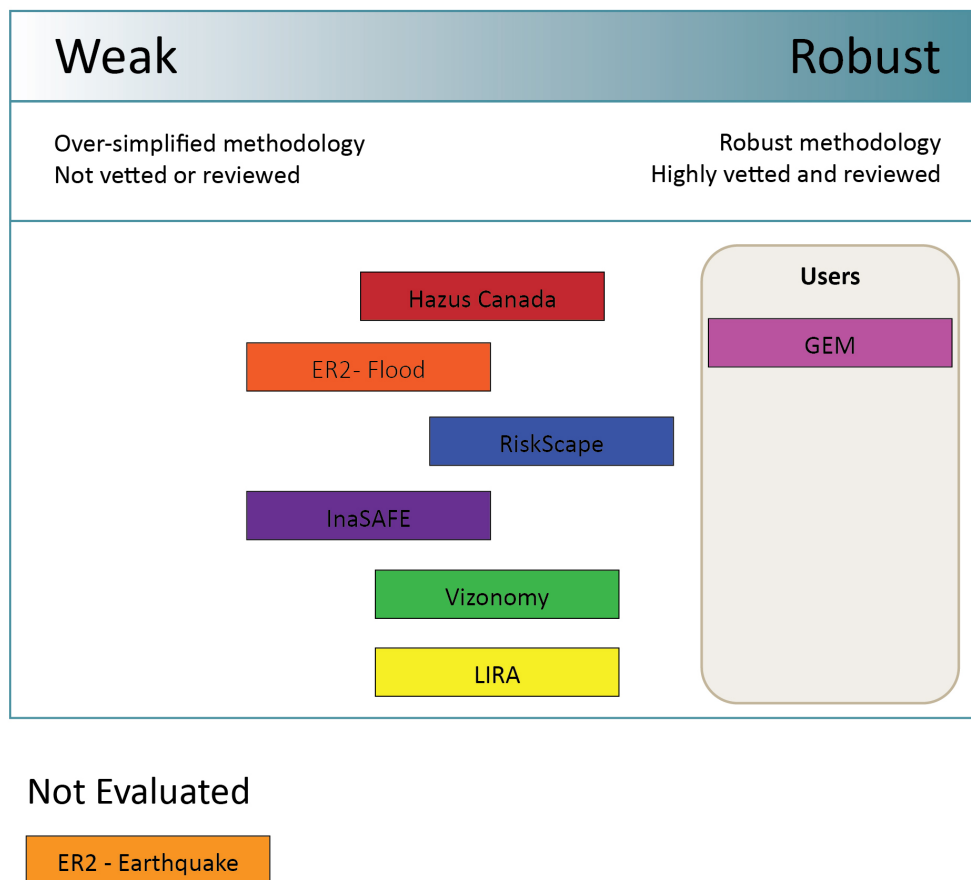 Weak
Robust
Over-simplified methodology
Not vetted or reviewed
Robust methodology
Highly vetted and reviewed
Users
Hazus Canada
GEM
ER2- Flood
RiskScape
InaSAFE
Vizonomy
LIRA
Not Evaluated
ER2 - Earthquake